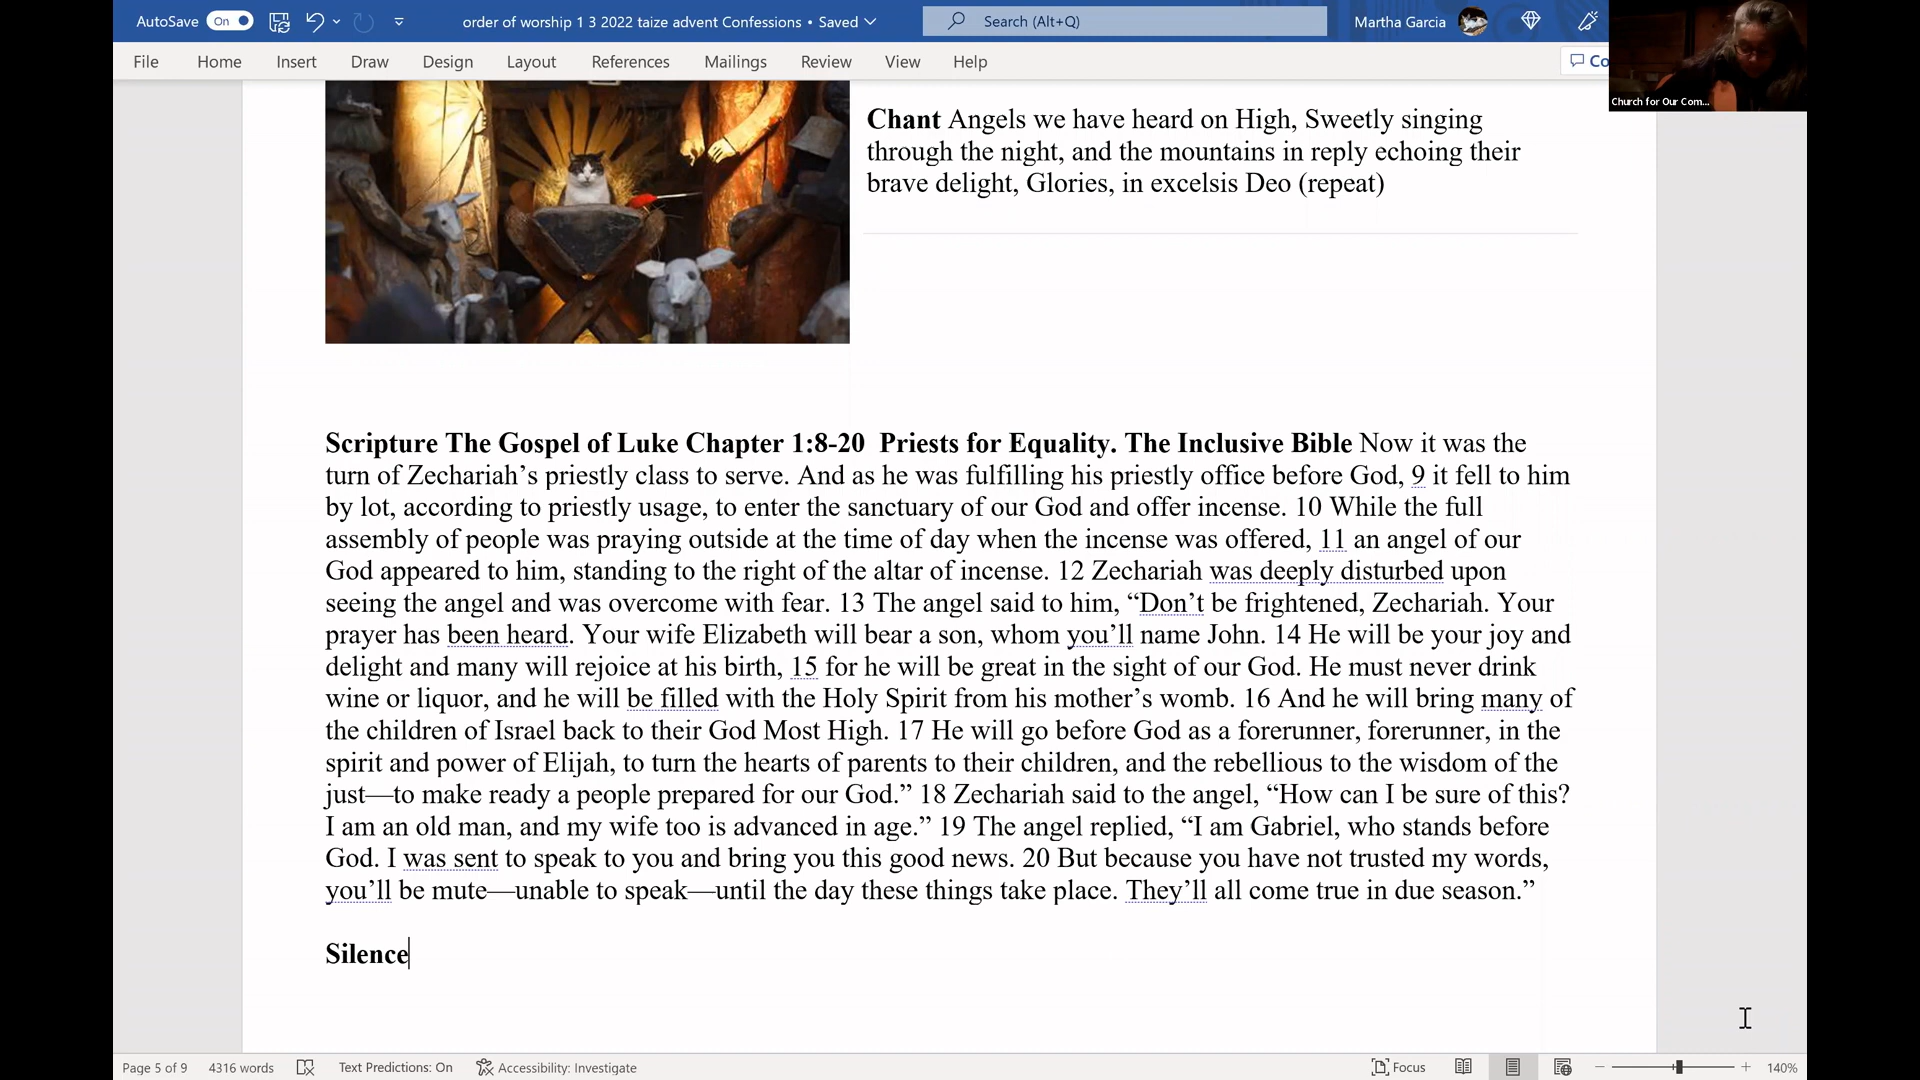 AutoSave On order of worship 1 3 2022 taize advent Confessions • Saved Search (Alt+Q) Martha Garcia
File Home Insert Draw Design Layout References Mailings Review View Help Co
Church for Our Com...
Chant Angels we have heard on High, Sweetly singing
through the night, and the mountains in reply echoing their
brave delight, Glories, in excelsis Deo (repeat)
Scripture The Gospel of Luke Chapter 1:8-20  Priests for Equality. The Inclusive Bible Now it was the
turn of Zechariah’s priestly class to serve. And as he was fulfilling his priestly office before God, 9 it fell to him
by lot, according to priestly usage, to enter the sanctuary of our God and offer incense. 10 While the full
assembly of people was praying outside at the time of day when the incense was offered, 11 an angel of our
God appeared to him, standing to the right of the altar of incense. 12 Zechariah was deeply disturbed upon
seeing the angel and was overcome with fear. 13 The angel said to him, “Don’t be frightened, Zechariah. Your
prayer has been heard. Your wife Elizabeth will bear a son, whom you’ll name John. 14 He will be your joy and
delight and many will rejoice at his birth, 15 for he will be great in the sight of our God. He must never drink
wine or liquor, and he will be filled with the Holy Spirit from his mother’s womb. 16 And he will bring many of
the children of Israel back to their God Most High. 17 He will go before God as a forerunner, forerunner, in the
spirit and power of Elijah, to turn the hearts of parents to their children, and the rebellious to the wisdom of the
just—to make ready a people prepared for our God.” 18 Zechariah said to the angel, “How can I be sure of this?
I am an old man, and my wife too is advanced in age.” 19 The angel replied, “I am Gabriel, who stands before
God. I was sent to speak to you and bring you this good news. 20 But because you have not trusted my words,
you’ll be mute—unable to speak—until the day these things take place. They’ll all come true in due season.”
Silence
Page 5 of 9 4316 words Text Predictions: On Accessibility: Investigate Focus 140%